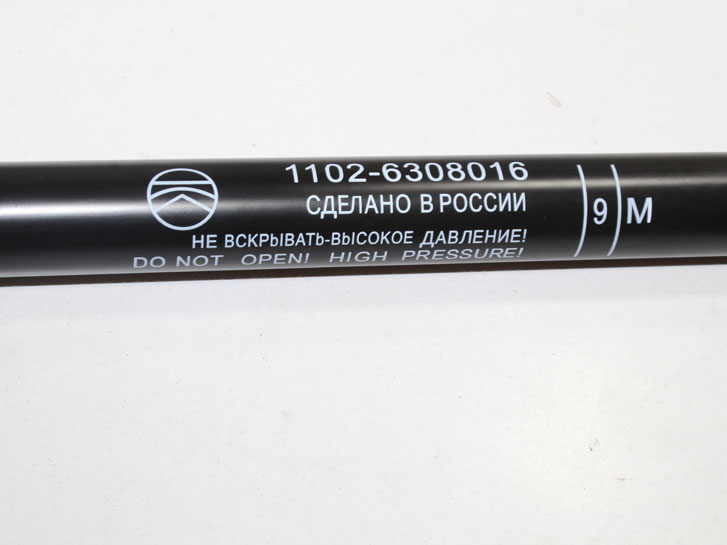 1102-6308016
СДЕЛАНО В РОССИИ
НЕ ВСКРЫВАТЬ-ВЫСОКОЕ ДАВЛЕНИЕ!
DO NOT OPEN! HIGH PRESSURE!
9 М